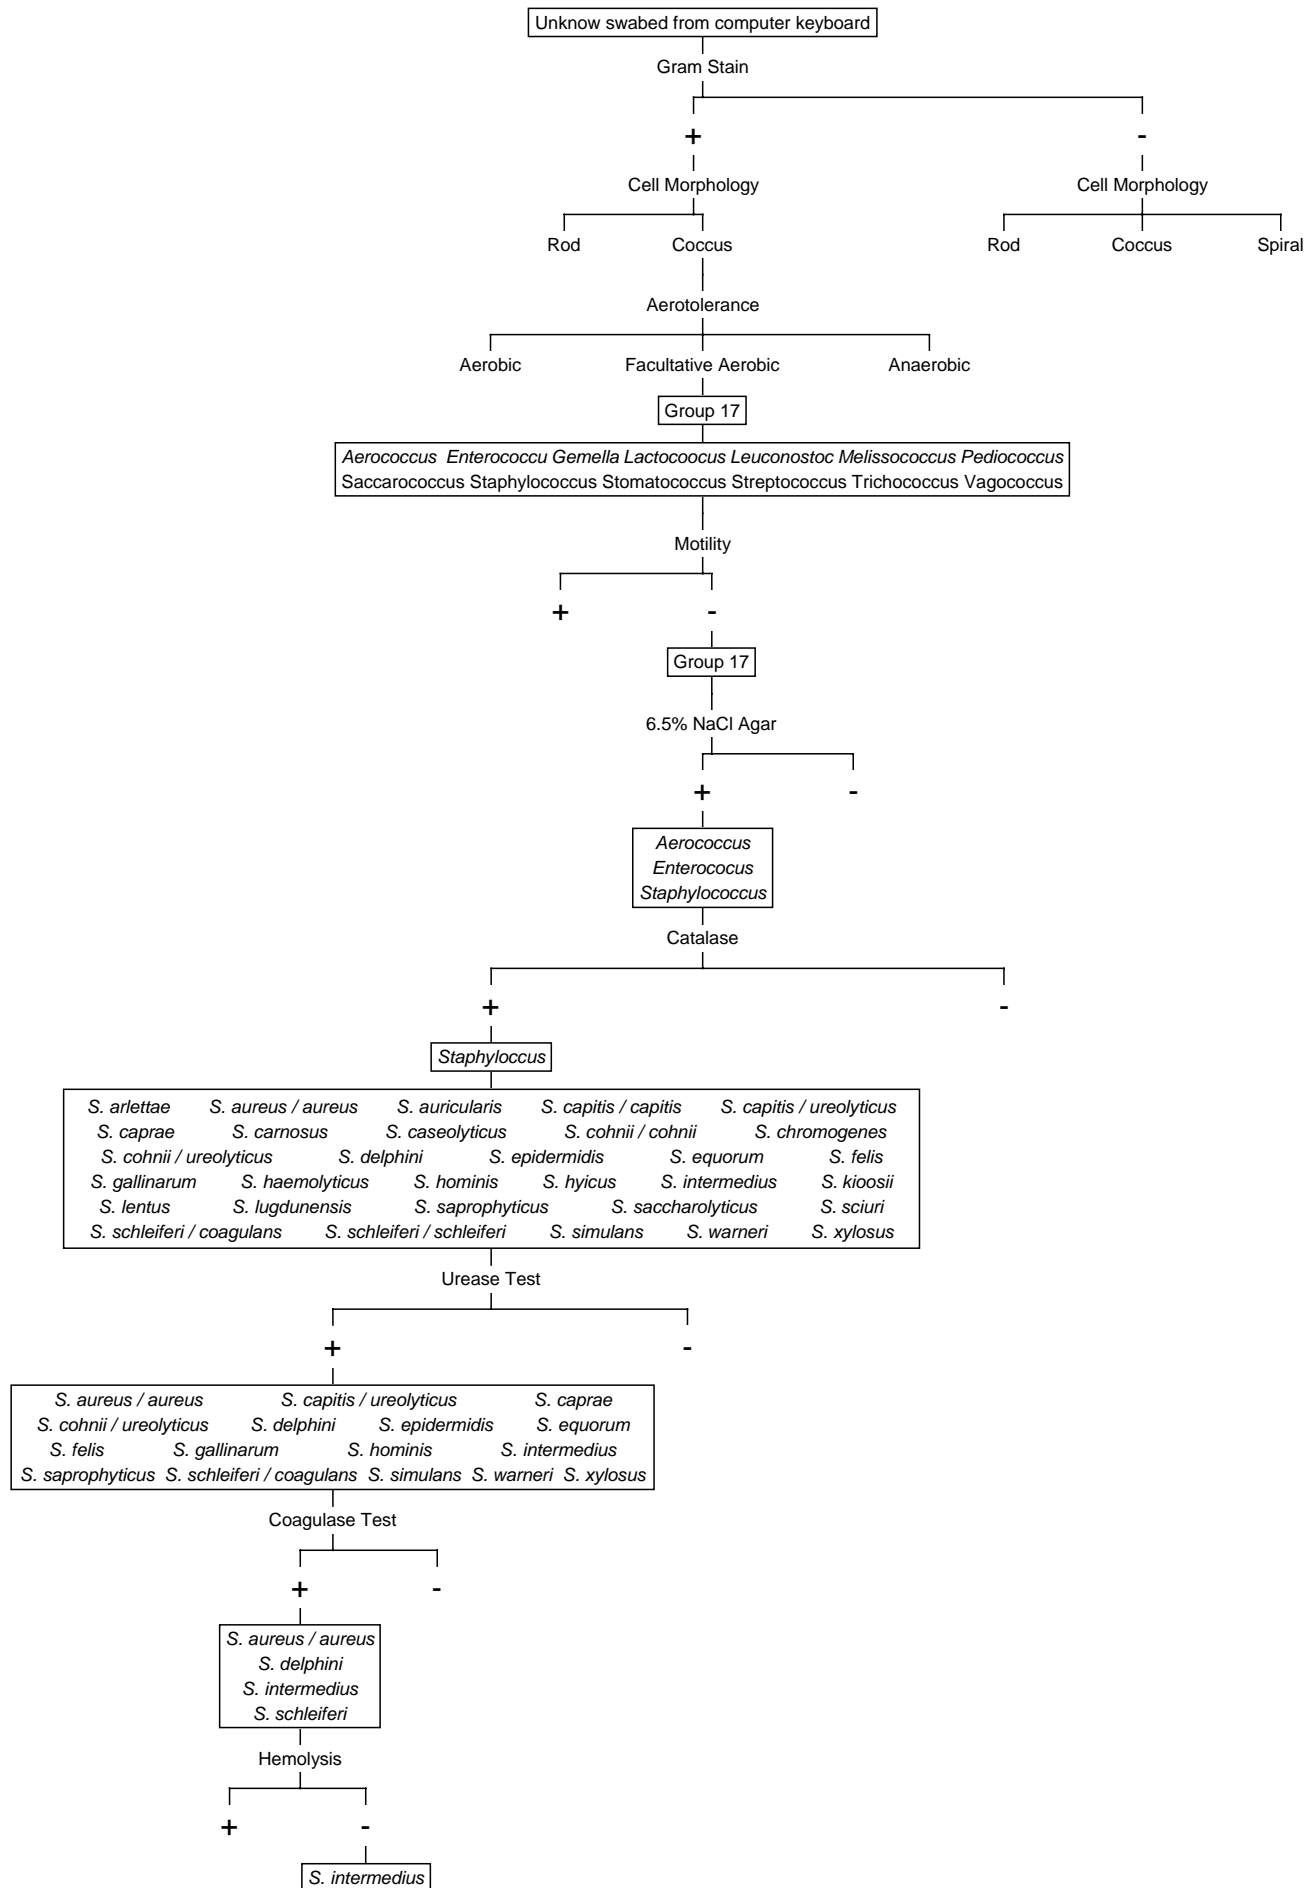 Unknow swabed from computer keyboard
Gram Stain
+ -
Cell Morphology Cell Morphology
Rod Coccus Rod Coccus Spiral
Aerotolerance
Aerobic Facultative Aerobic Anaerobic
Group 17
Aerococcus Enterococcu Gemella Lactocoocus Leuconostoc Melissococcus Pediococcus
Saccarococcus Staphylococcus Stomatococcus Streptococcus Trichococcus Vagococcus
Motility
+ -
Group 17
6.5% NaCl Agar
+ -
Aerococcus
Enterococus
Staphylococcus
Catalase
+ -
Staphyloccus
S. arlettae S. aureus / aureus S. auricularis S. capitis / capitis S. capitis / ureolyticus
S. caprae S. carnosus S. caseolyticus S. cohnii / cohnii S. chromogenes
S. cohnii / ureolyticus S. delphini S. epidermidis S. equorum S. felis
S. gallinarum S. haemolyticus S. hominis S. hyicus S. intermedius S. kioosii
S. lentus S. lugdunensis S. saprophyticus S. saccharolyticus S. sciuri
S. schleiferi / coagulans S. schleiferi / schleiferi S. simulans S. warneri S. xylosus
Urease Test
+ -
S. aureus / aureus S. capitis / ureolyticus S. caprae
S. cohnii / ureolyticus S. delphini S. epidermidis S. equorum
S. felis S. gallinarum S. hominis S. intermedius
S. saprophyticus S. schleiferi / coagulans S. simulans S. warneri S. xylosus
Coagulase Test
+ -
S. aureus / aureus
S. delphini
S. intermedius
S. schleiferi
Hemolysis
+ -
S. intermedius